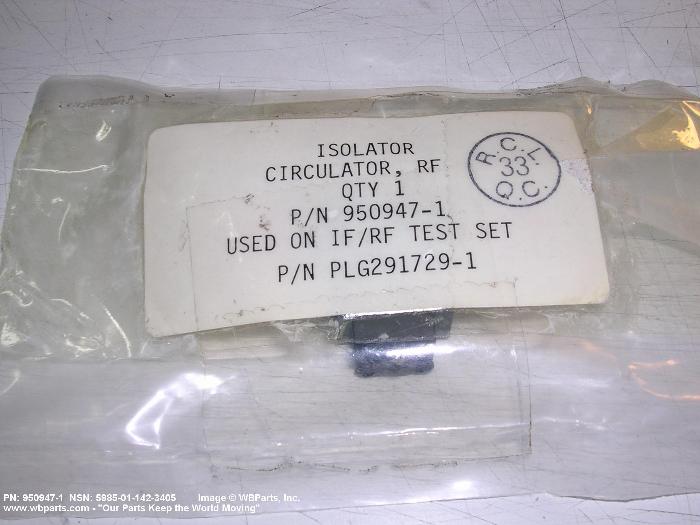 ISOLATOR
CIRCULATOR, RF
QTY 1
P/N 950947-1
USED ON IF/RF TEST SET
P/N PLG291729-1
R.C.L.
33
Q.C.
PN: 950947-1 NSN: 5985-01-142-3405 Image © WBParts, Inc.
www.wbparts.com - "Our Parts Keep the World Moving"